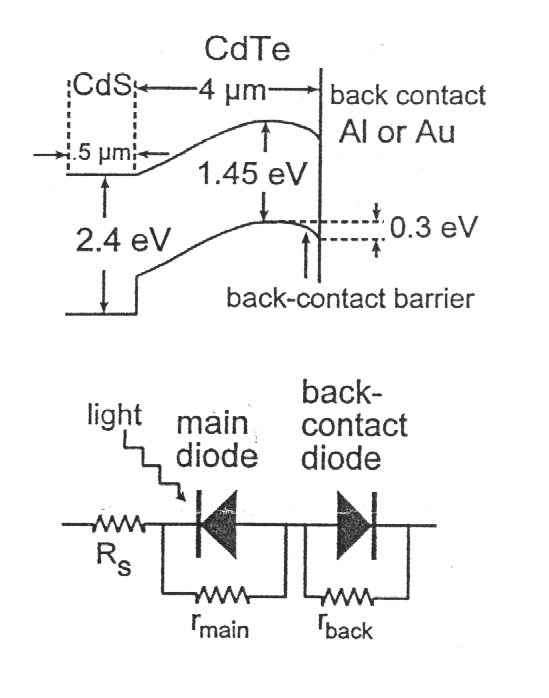 CdTe
CdS
4 μm
back contact
Al or Au
.5 μm
1.45 eV
2.4 eV
0.3 eV
back-contact barrier
light
main
diode
back-
contact
diode
Rs
rmain
rback